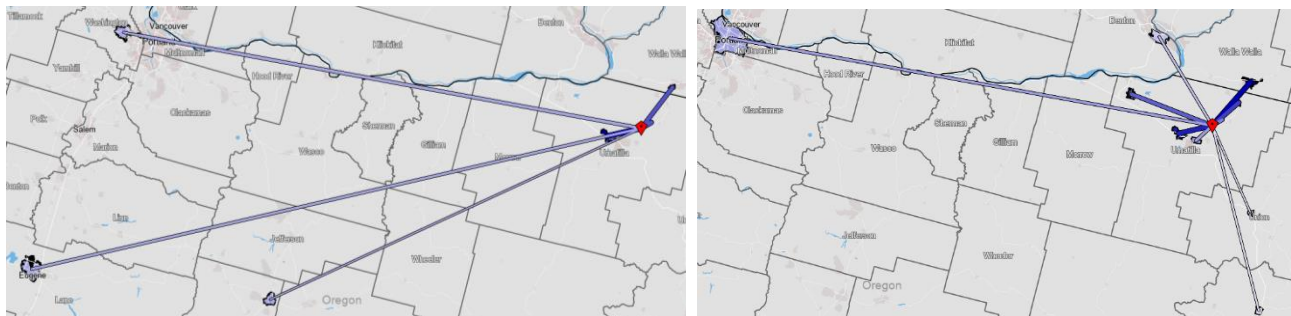 Tillamook
Washington
Vancouver
Portland
Multnomah
Klickitat
Benton
Walla Walla
Yamhill
Hood River
Clackamas
Polk
Salem
Marion
Sherman
Gilliam
Morrow
Umatilla
Wasco
Linn
Jefferson
Wheeler
Eugene
Lane
Oregon
Vancouver
Multnomah
Klickitat
Benton
Walla Walla
Hood River
Clackamas
Sherman
Gilliam
Morrow
Umatilla
Wasco
Union
Jefferson
Wheeler
Oregon